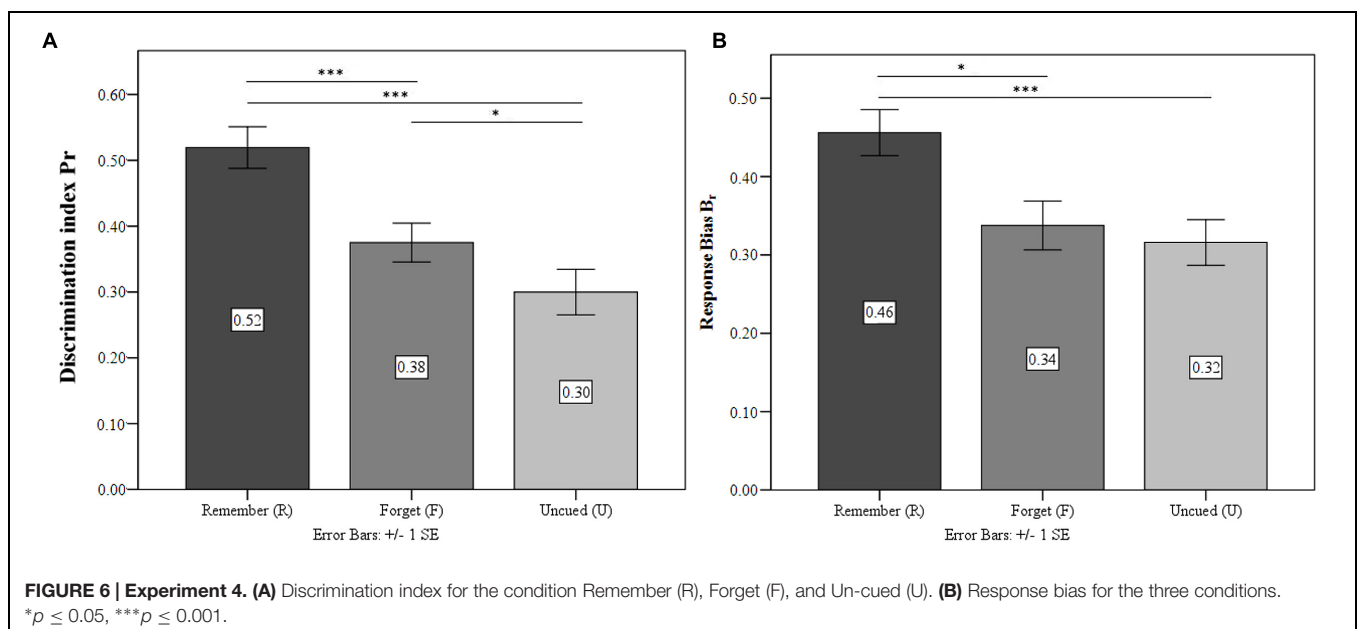 A
Discrimination index Pr
0.60
0.50
0.40
0.30
0.20
0.10
0.00
***
***
*
0.52
0.38
0.30
Remember (R) Forget (F) Uncued (U)
Error Bars: +/- 1 SE
B
Response Bias Br
0.50
0.40
0.30
0.20
0.10
0.00
*
***
0.46
0.34
0.32
Remember (R) Forget (F) Uncued (U)
Error Bars: +/- 1 SE
FIGURE 6 | Experiment 4. (A) Discrimination index for the condition Remember (R), Forget (F), and Un-cued (U). (B) Response bias for the three conditions.
*p ≤ 0.05, ***p ≤ 0.001.